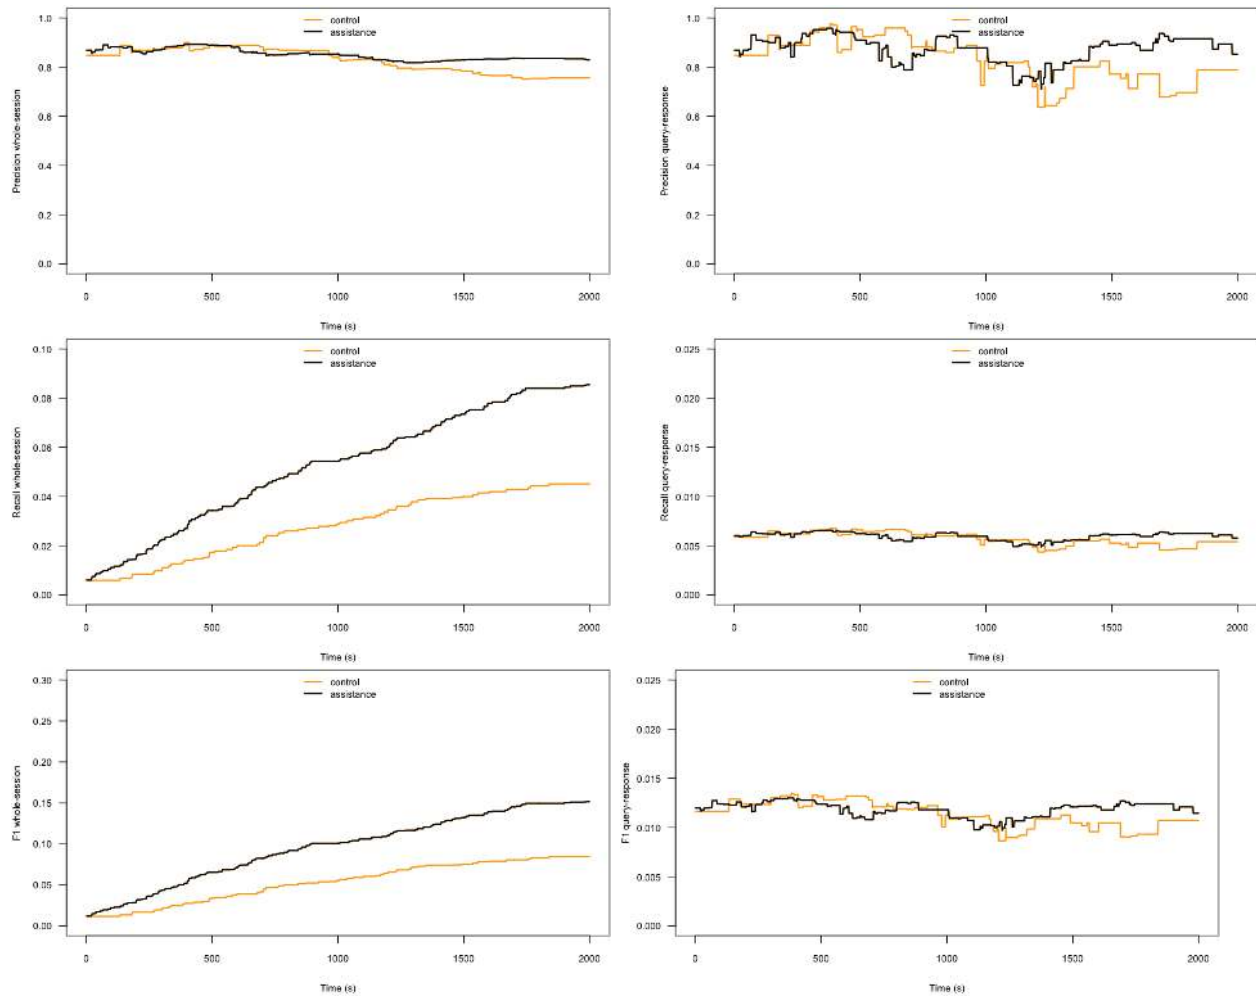 control
assistance
Precision whole-session
1.0
0.8
0.6
0.4
0.2
0.0
0 500 1000 1500 2000
Time (s)
control
assistance
Precision query-response
1.0
0.8
0.6
0.4
0.2
0.0
0 500 1000 1500 2000
Time (s)
control
assistance
Recall whole-session
0.10
0.08
0.06
0.04
0.02
0.00
0 500 1000 1500 2000
Time (s)
control
assistance
Recall query-response
0.025
0.020
0.015
0.010
0.005
0.000
0 500 1000 1500 2000
Time (s)
control
assistance
F1 whole-session
0.30
0.25
0.20
0.15
0.10
0.05
0.00
0 500 1000 1500 2000
Time (s)
control
assistance
F1 query-response
0.025
0.020
0.015
0.010
0.005
0.000
0 500 1000 1500 2000
Time (s)